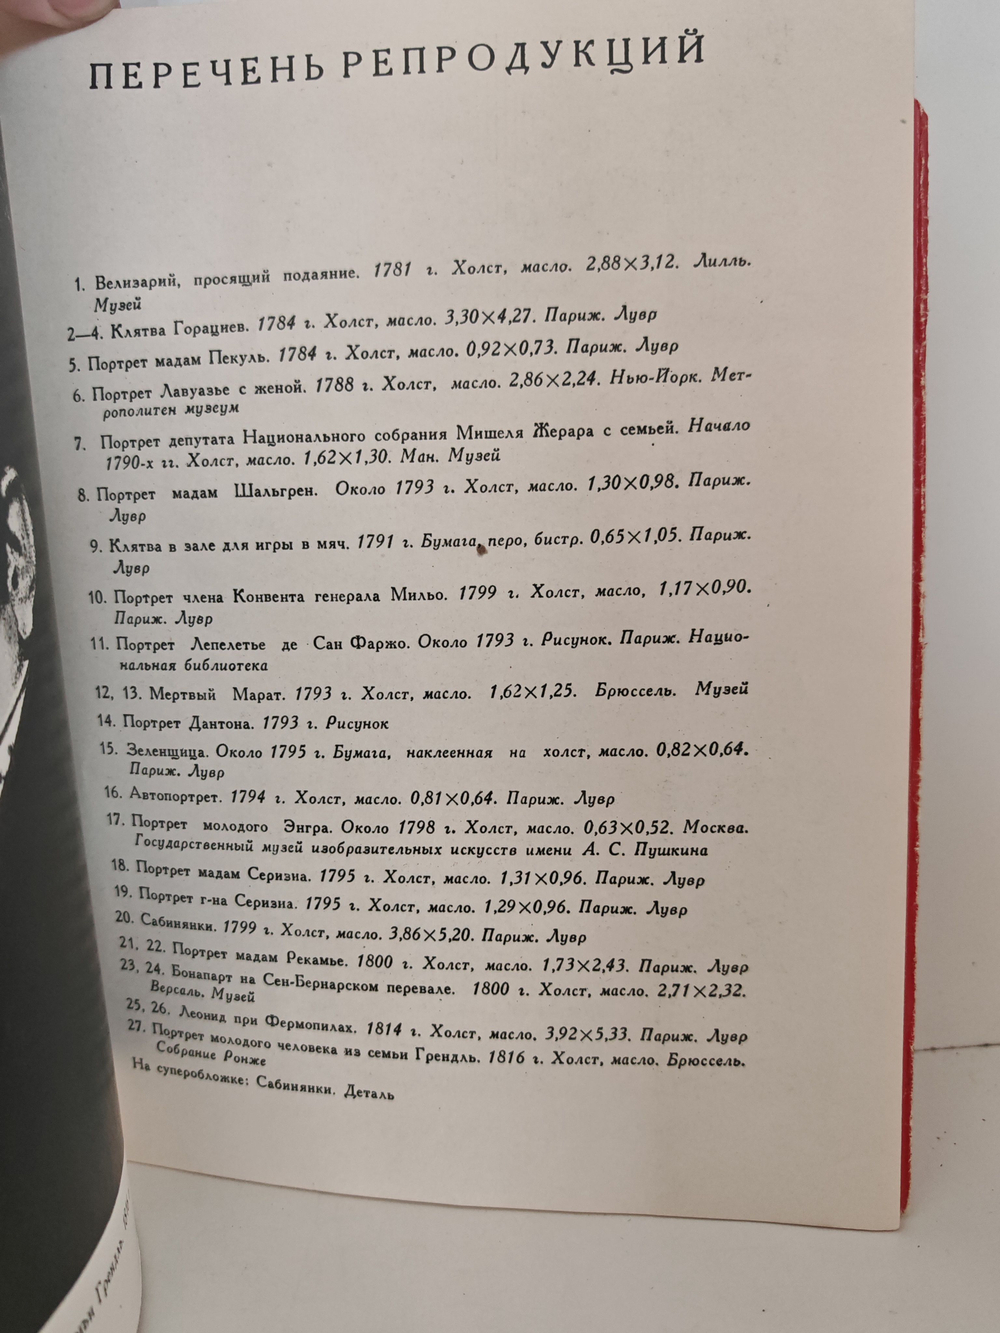 ПЕРЕЧЕНЬ РЕПРОДУКЦИЙ
1. Велизарий, просящий подаяние. 1781 г. Холст, масло. 2,88×3,12. Лилль.
Музей
2—4. Клятва Горациев. 1784 г. Холст, масло. 3,30×4,27. Париж. Лувр
5. Портрет мадам Пекуль. 1784 г. Холст, масло. 0,92×0,73. Париж. Лувр
6. Портрет Лавуазье с женой. 1788 г. Холст, масло. 2,86×2,24. Нью-Йорк. Мет-
рополитен музеум
7. Портрет депутата Национального собрания Мишеля Жерара с семьей. Начало
1790-х гг. Холст, масло. 1,62×1,30. Ман. Музей
8. Портрет мадам Шальгрен. Около 1793 г. Холст, масло. 1,30×0,98. Париж.
Лувр
9. Клятва в зале для игры в мяч. 1791 г. Бумага, перо, бистр. 0,65×1,05. Париж.
Лувр
10. Портрет члена Конвента генерала Мильо. 1799 г. Холст, масло, 1,17×0,90.
Париж. Лувр
11. Портрет Лепелетье де Сан Фаржо. Около 1793 г. Рисунок. Париж. Нацио-
нальная библиотека
12, 13. Мертвый Марат. 1793 г. Холст, масло. 1,62×1,25. Брюссель. Музей
14. Портрет Дантона. 1793 г. Рисунок
15. Зеленщица. Около 1795 г. Бумага, наклеенная на холст, масло. 0,82×0,64.
Париж. Лувр
16. Автопортрет. 1794 г. Холст, масло. 0,81×0,64. Париж. Лувр
17. Портрет молодого Энгра. Около 1798 г. Холст, масло. 0,63×0,52. Москва.
Государственный музей изобразительных искусств имени А. С. Пушкина
18. Портрет мадам Серизиа. 1795 г. Холст, масло. 1,31×0,96. Париж. Лувр
19. Портрет г-на Серизиа. 1795 г. Холст, масло. 1,29×0,96. Париж. Лувр
20. Сабинянки. 1799 г. Холст, масло. 3,86×5,20. Париж. Лувр
21, 22. Портрет мадам Рекамье. 1800 г. Холст, масло. 1,73×2,43. Париж. Лувр
23, 24. Бонапарт на Сен-Бернарском перевале. 1800 г. Холст, масло. 2,71×2,32.
Версаль. Музей
25, 26. Леонид при Фермопилах. 1814 г. Холст, масло. 3,92×5,33. Париж. Лувр
27. Портрет молодого человека из семьи Грендль. 1816 г. Холст, масло. Брюссель.
Собрание Ронже
На суперобложке: Сабинянки. Деталь